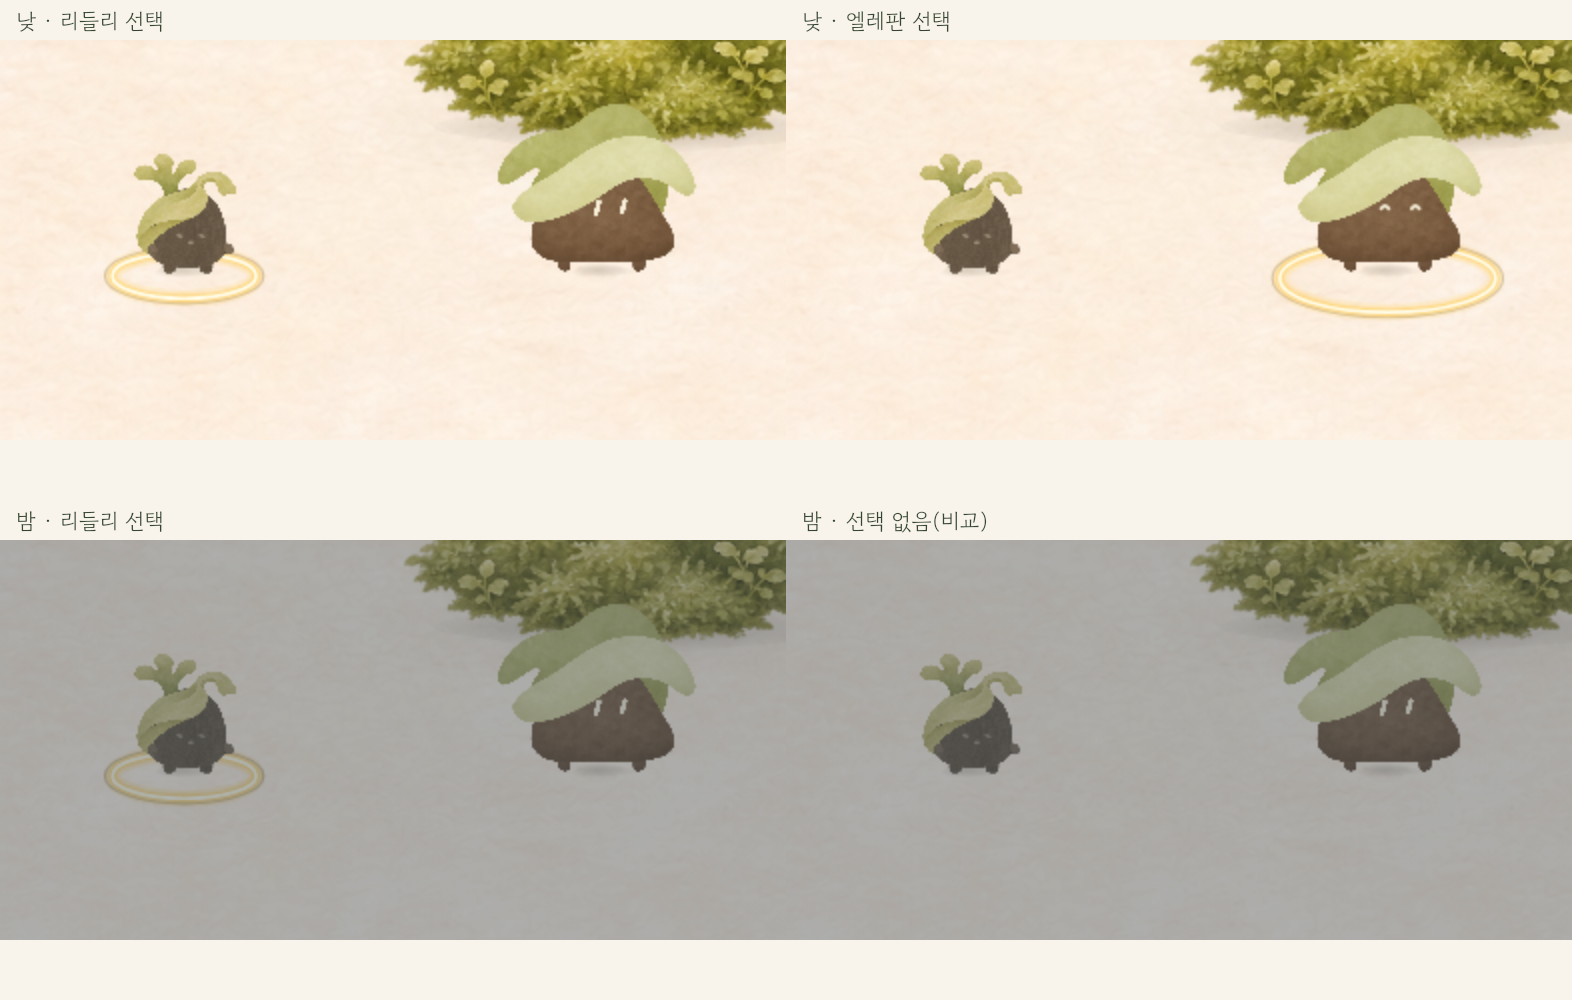 낮 · 리들리 선택
낮 · 엘레판 선택
밤 · 리들리 선택
밤 · 선택 없음(비교)